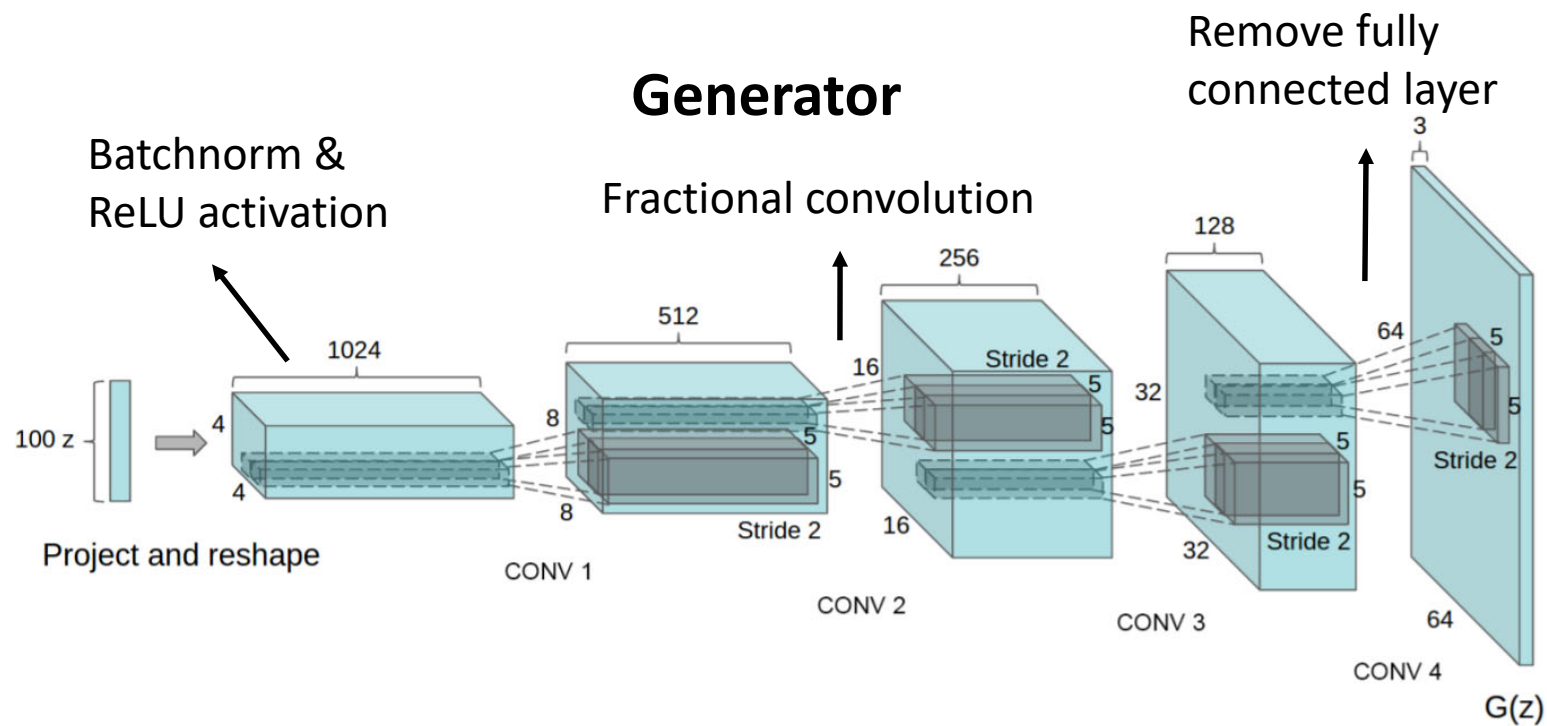 Generator
Remove fully
connected layer
Batchnorm &
ReLU activation
Fractional convolution
100 z
Project and reshape
1024
4
4
CONV 1
512
8
8
5
5
Stride 2
CONV 2
256
16
16
Stride 2
5
5
CONV 3
128
32
32
5
5
Stride 2
CONV 4
3
64
5
5
Stride 2
64
G(z)